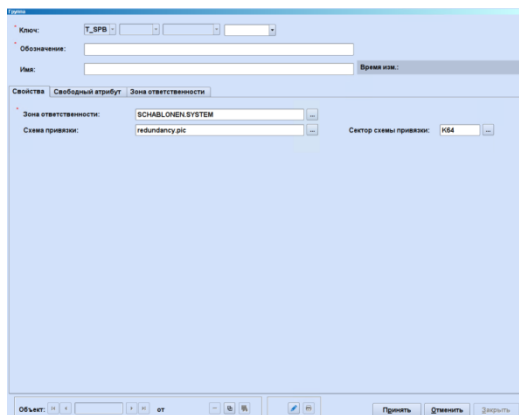 Группа
* Ключ: T_SPB
* Обозначение:
Имя: Время изм.:
Свойства Свободный атрибут Зона ответственности
* Зона ответственности: SCHABLONEN.SYSTEM ...
Схема привязки: redundancy.pic ... Сектор схемы привязки: K64 ...
Объект: от Принять Отменить Закрыть